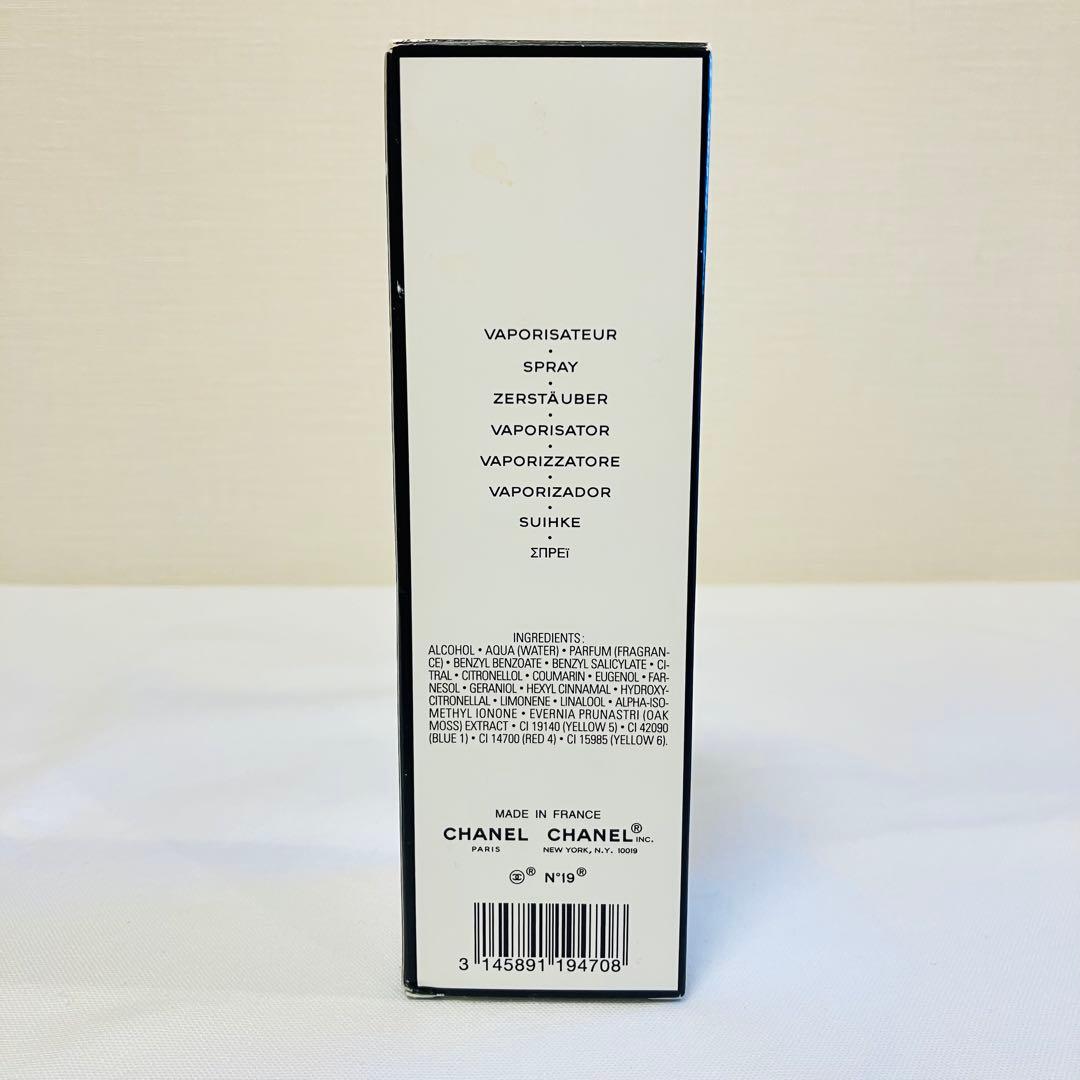 VAPORISATEUR
•
SPRAY
•
ZERSTÄUBER
•
VAPORISATOR
•
VAPORIZZATORE
•
VAPORIZADOR
•
SUIHKE
•
ΣΠΡΕϊ
INGREDIENTS:
ALCOHOL • AQUA (WATER) • PARFUM (FRAGRAN-
CE) • BENZYL BENZOATE • BENZYL SALICYLATE • CI-
TRAL • CITRONELLOL • COUMARIN • EUGENOL • FAR-
NESOL • GERANIOL • HEXYL CINNAMAL • HYDROXY-
CITRONELLAL • LIMONENE • LINALOOL • ALPHA-ISO-
METHYL IONONE • EVERNIA PRUNASTRI (OAK
MOSS) EXTRACT • CI 19140 (YELLOW 5) • CI 42090
(BLUE 1) • CI 14700 (RED 4) • CI 15985 (YELLOW 6).
MADE IN FRANCE
CHANEL CHANEL® INC.
PARIS NEW YORK, N.Y. 10019
® N°19®
3 145891 194708